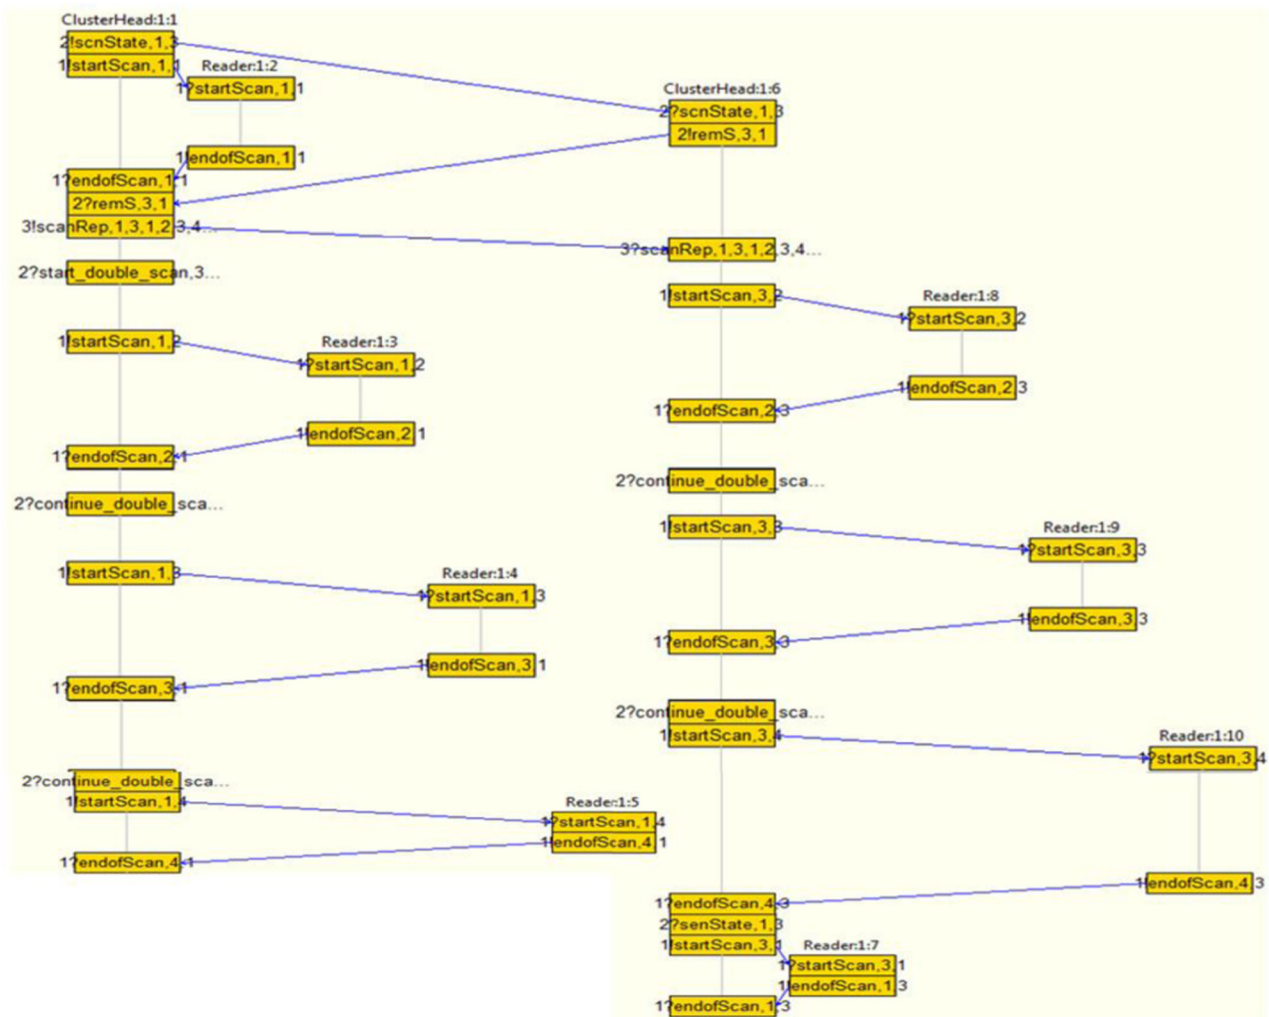 ClusterHead:1:1
2!scnState,1,3
1!startScan,1,1
Reader:1:2
1?startScan,1,1
ClusterHead:1:6
2?scnState,1,3
2!remS,3,1
1!endofScan,1,1
1?endofScan,1,1
2?remS,3,1
3!scanRep,1,3,1,2,3,4...
3?scanRep,1,3,1,2,3,4...
2?start_double_scan,3...
1!startScan,3,2
Reader:1:8
1?startScan,3,2
1!startScan,1,2
Reader:1:3
1?startScan,1,2
1!endofScan,2,3
1?endofScan,2,3
1!endofScan,2,1
1?endofScan,2,1
2?continue_double_sca...
2?continue_double_sca...
1!startScan,3,3
Reader:1:9
1?startScan,3,3
1!startScan,1,3
Reader:1:4
1?startScan,1,3
1!endofScan,3,3
1?endofScan,3,3
1!endofScan,3,1
1?endofScan,3,1
2?continue_double_sca...
1!startScan,3,4
Reader:1:10
1?startScan,3,4
2?continue_double_sca...
1!startScan,1,4
Reader:1:5
1?startScan,1,4
1!endofScan,4,1
1?endofScan,4,1
1!endofScan,4,3
1?endofScan,4,3
2?senState,1,3
1!startScan,3,1
Reader:1:7
1?startScan,3,1
1!endofScan,1,3
1?endofScan,1,3